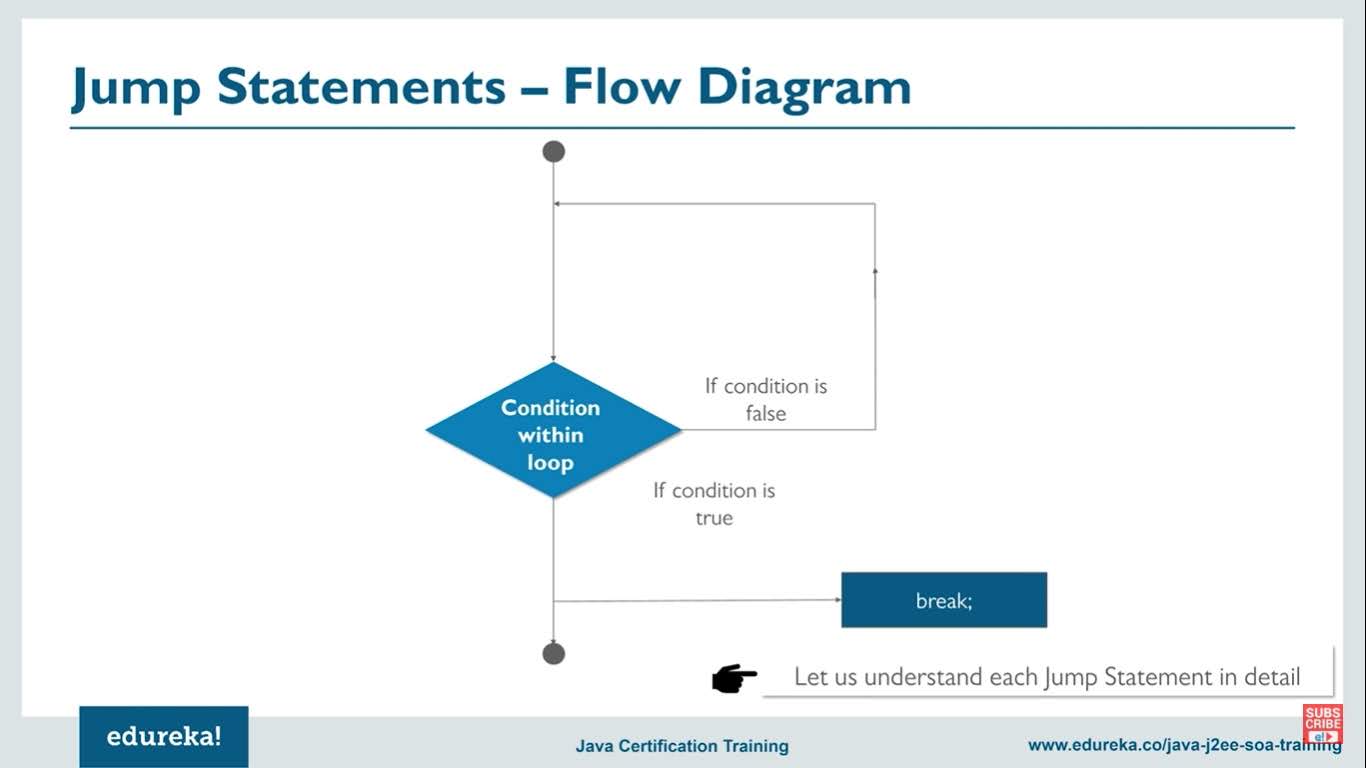 Jump Statements – Flow Diagram
If condition is
false
Condition
within
loop
If condition is
true
break;
Let us understand each Jump Statement in detail
SUBS
CRIBE
e!
edureka!
Java Certification Training
www.edureka.co/java-j2ee-soa-training